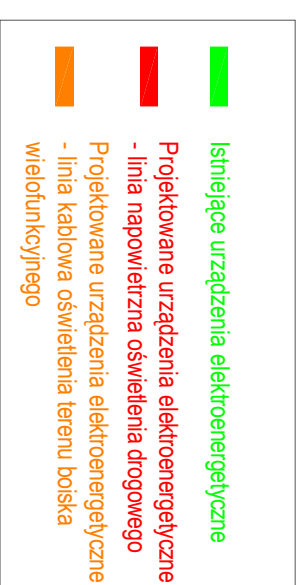 Istniejące urządzenia elektroenergetyczne
Projektowane urządzenia elektroenergetyczne
- linia napowietrzna oświetlenia drogowego
Projektowane urządzenia elektroenergetyczne
- linia kablowa oświetlenia terenu boiska
wielofunkcyjnego